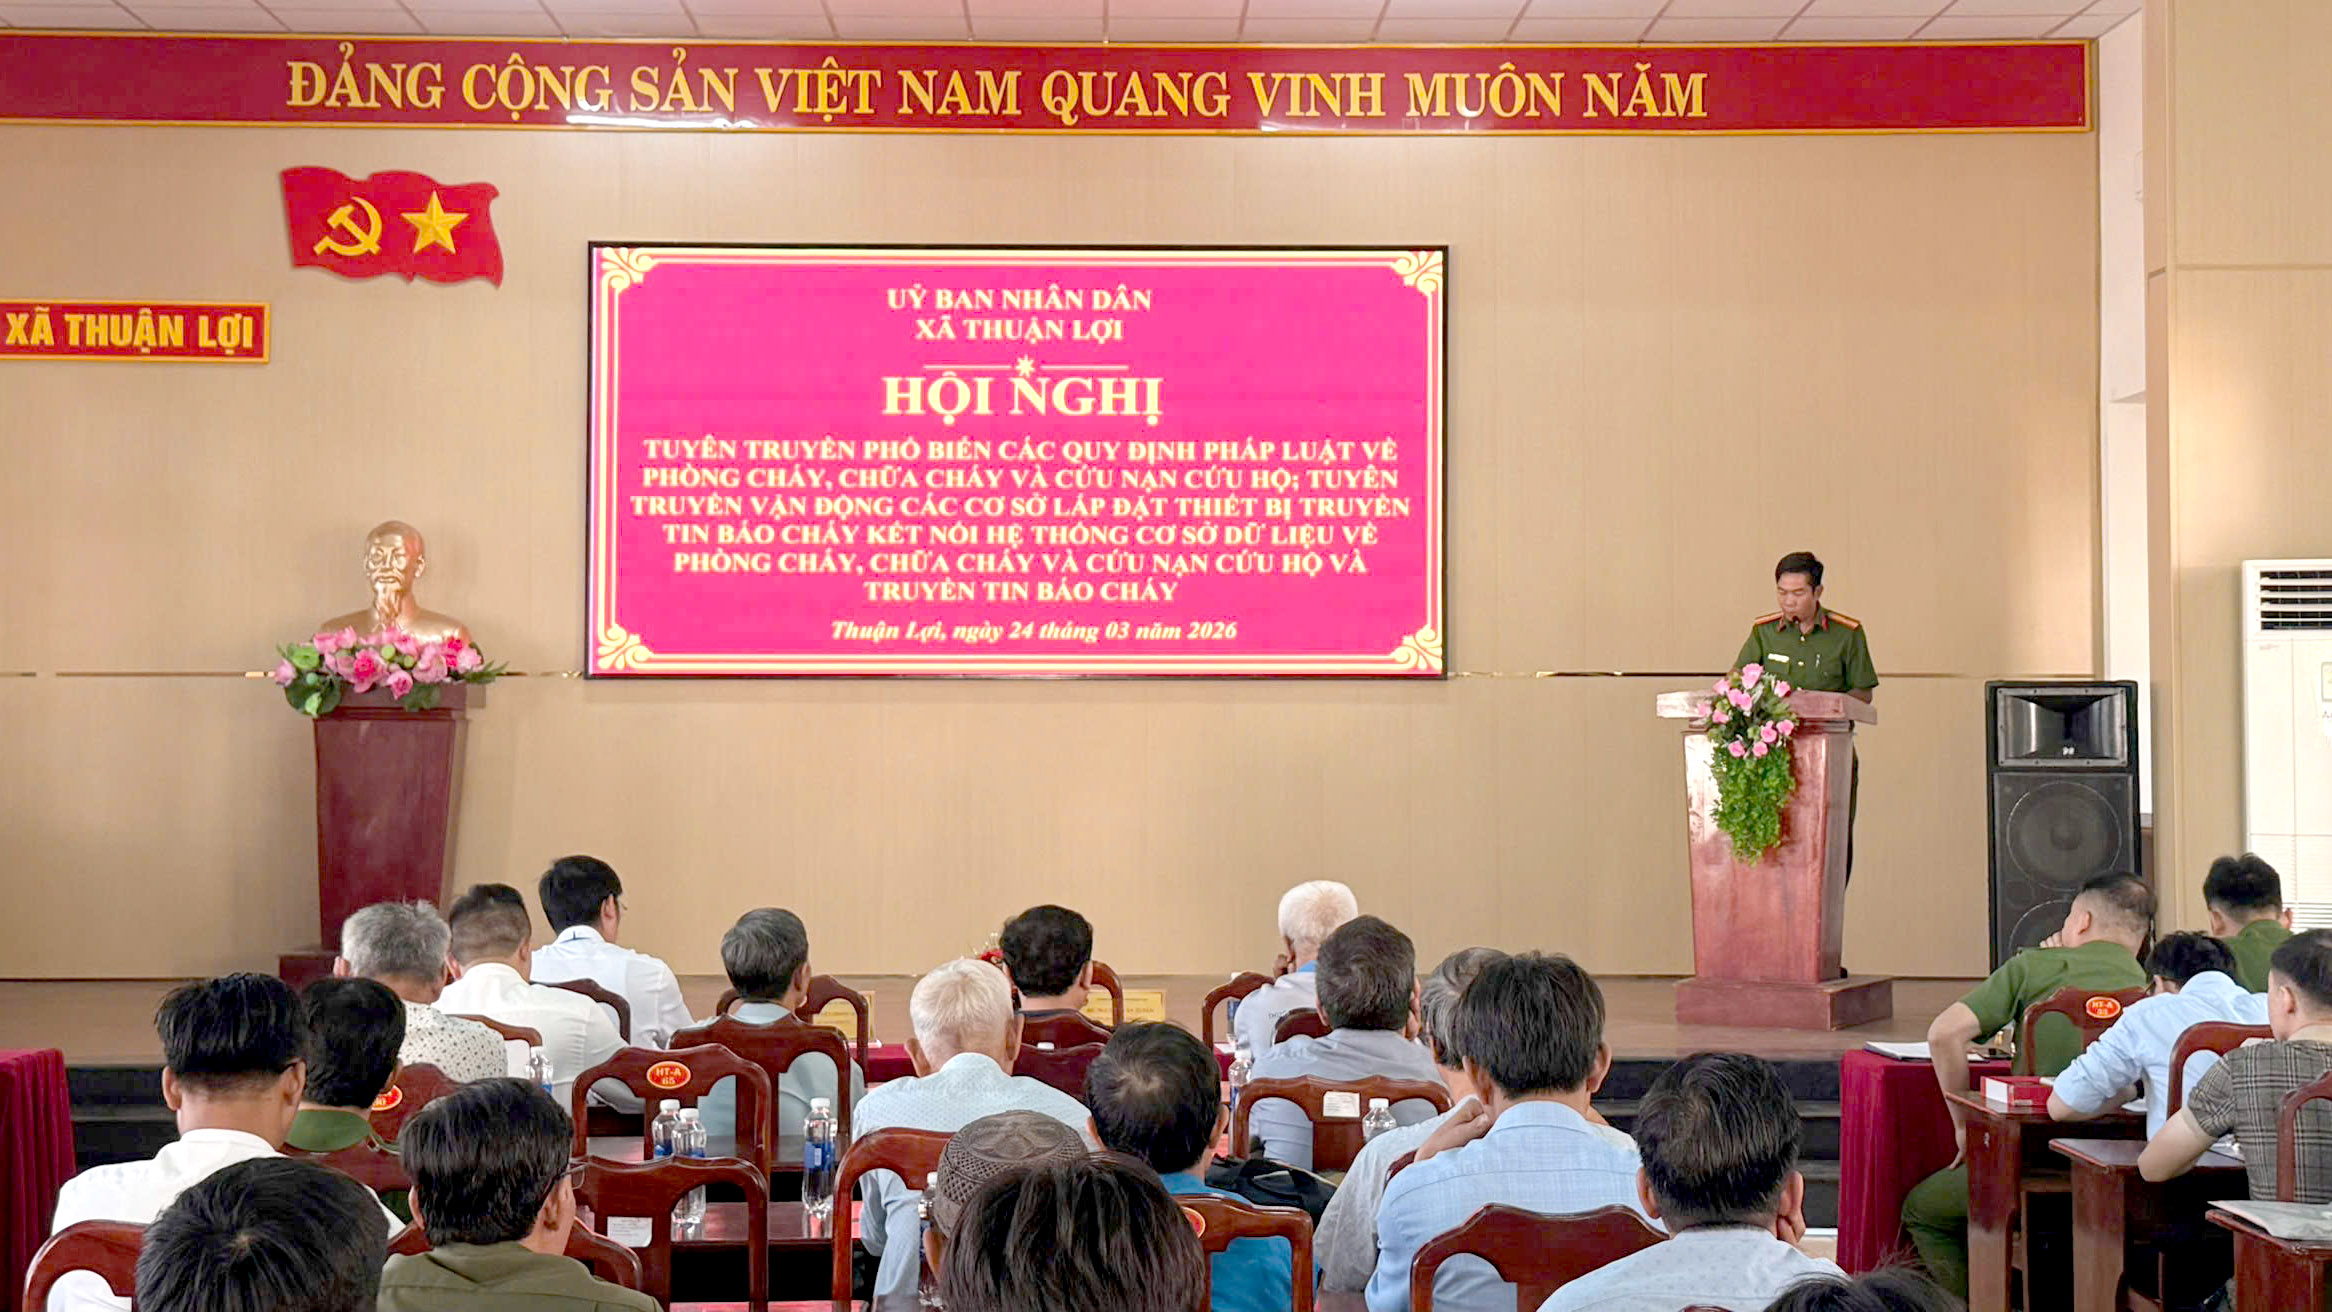 ĐẢNG CỘNG SẢN VIỆT NAM QUANG VINH MUÔN NĂM
XÃ THUẬN LỢI
UỶ BAN NHÂN DÂN
XÃ THUẬN LỢI
HỘI NGHỊ
TUYÊN TRUYỀN PHỔ BIẾN CÁC QUY ĐỊNH PHÁP LUẬT VỀ
PHÒNG CHÁY, CHỮA CHÁY VÀ CỨU NẠN CỨU HỘ; TUYÊN
TRUYỀN VẬN ĐỘNG CÁC CƠ SỞ LẮP ĐẶT THIẾT BỊ TRUYỀN
TIN BÁO CHÁY KẾT NỐI HỆ THỐNG CƠ SỞ DỮ LIỆU VỀ
PHÒNG CHÁY, CHỮA CHÁY VÀ CỨU NẠN CỨU HỘ VÀ
TRUYỀN TIN BÁO CHÁY
Thuận Lợi, ngày 24 tháng 03 năm 2026
HT-A
65
HT-A